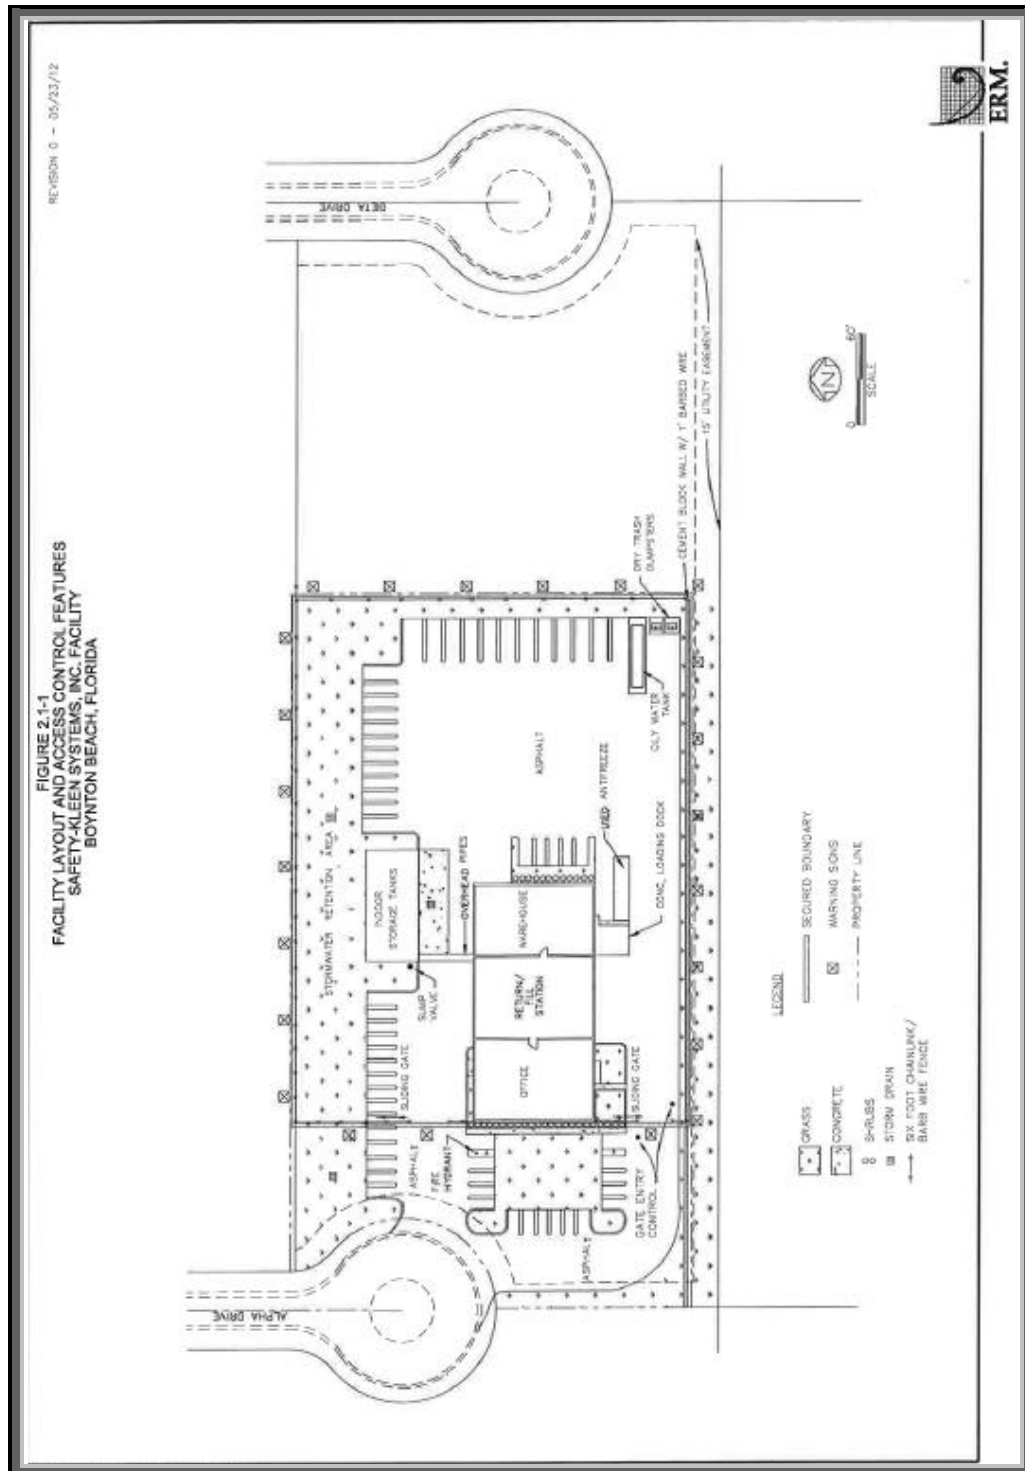 REVISION 0 - 05/23/12
FIGURE 2.1-1
FACILITY LAYOUT AND ACCESS CONTROL FEATURES
SAFETY-KLEEN SYSTEMS, INC. FACILITY
BOYNTON BEACH, FLORIDA
ALPHA DRIVE
BETA DRIVE
STORMWATER RETENTION AREA
INDOOR
STORAGE TANKS
SUMP
VALVE
OVERHEAD PIPES
SLIDING GATE
ASPHALT
FIRE
HYDRANT
OFFICE
RETURN/
FILL
STATION
WAREHOUSE
ASPHALT
SLIDING GATE
GATE ENTRY
CONTROL
ASPHALT
USED ANTIFREEZE
CONC. LOADING DOCK
OILY WATER
TANK
DRY TRASH
DUMPSTERS
CEMENT BLOCK WALL W/ 1' BARBED WIRE
15' UTILITY EASEMENT
LEGEND
GRASS
CONCRETE
SHRUBS
STORM DRAIN
SIX FOOT CHAINLINK/
BARB WIRE FENCE
SECURED BOUNDARY
WARNING SIGNS
PROPERTY LINE
N
0 60'
SCALE
ERM.